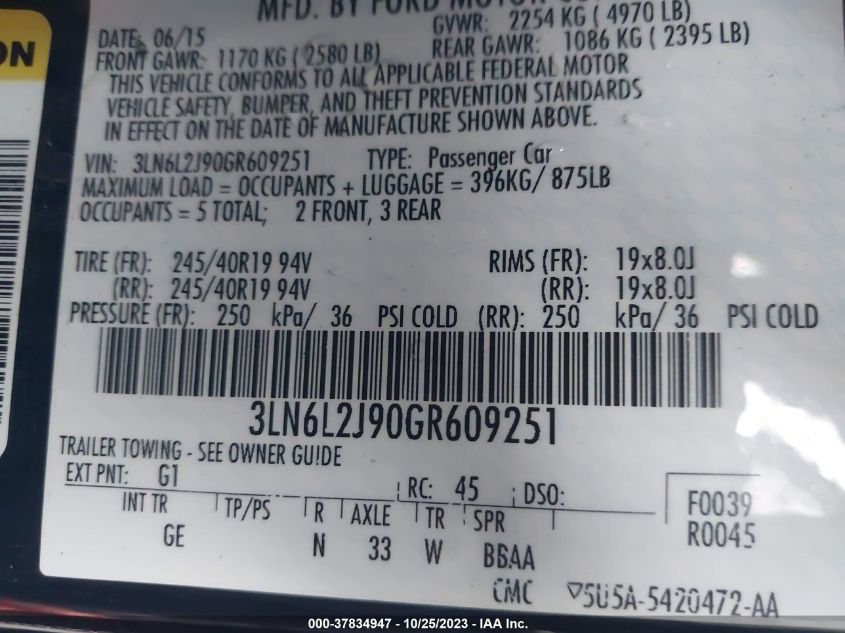 MFD. BY FORD MOTOR CO
ON
DATE: 06/15
GVWR: 2254 KG ( 4970 LB)
FRONT GAWR: 1170 KG ( 2580 LB)
REAR GAWR: 1086 KG ( 2395 LB)
THIS VEHICLE CONFORMS TO ALL APPLICABLE FEDERAL MOTOR
VEHICLE SAFETY, BUMPER, AND THEFT PREVENTION STANDARDS
IN EFFECT ON THE DATE OF MANUFACTURE SHOWN ABOVE.
VIN: 3LN6L2J90GR609251 TYPE: Passenger Car
MAXIMUM LOAD = OCCUPANTS + LUGGAGE = 396KG/ 875LB
OCCUPANTS = 5 TOTAL; 2 FRONT, 3 REAR
TIRE (FR): 245/40R19 94V RIMS (FR): 19x8.0J
(RR): 245/40R19 94V (RR): 19x8.0J
PRESSURE (FR): 250 kPa/ 36 PSI COLD (RR): 250 kPa/ 36 PSI COLD
3LN6L2J90GR609251
TRAILER TOWING - SEE OWNER GUIDE
EXT PNT: G1 RC: 45 DSO:
INT TR TP/PS R AXLE TR SPR F0039
GE N 33 W BBAA R0045
CMC 5U5A-5420472-AA
000-37834947 - 10/25/2023 - IAA Inc.